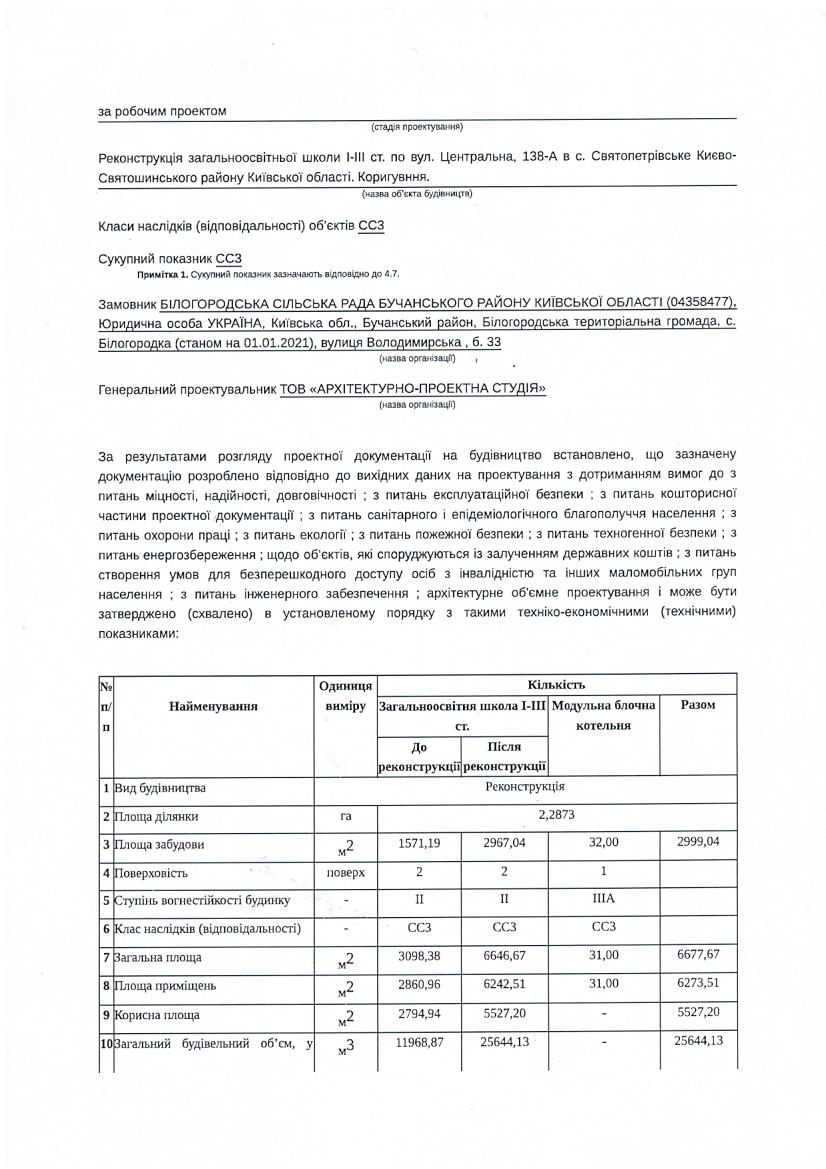 за робочим проектом
(стадія проектування)
Реконструкція загальноосвітньої школи І-ІІІ ст. по вул. Центральна, 138-А в с. Святопетрівське Києво-
Святошинського району Київської області. Коригувння.
(назва об'єкта будівництв)
Класи наслідків (відповідальності) об'єктів СС3
Сукупний показник СС3
Примітка 1. Сукупний показник зазначають відповідно до 4.7.
Замовник БІЛОГОРОДСЬКА СІЛЬСЬКА РАДА БУЧАНСЬКОГО РАЙОНУ КИЇВСЬКОЇ ОБЛАСТІ (04358477),
Юридична особа УКРАЇНА, Київська обл., Бучанський район, Білогородська територіальна громада, с.
Білогородка (станом на 01.01.2021), вулиця Володимирська , б. 33
(назва організації)
Генеральний проектувальник ТОВ «АРХІТЕКТУРНО-ПРОЕКТНА СТУДІЯ»
(назва організації)
За результатами розгляду проектної документації на будівництво встановлено, що зазначену
документацію розроблено відповідно до вихідних даних на проектування з дотриманням вимог до з
питань міцності, надійності, довговічності ; з питань експлуатаційної безпеки ; з питань кошторисної
частини проектної документації ; з питань санітарного і епідеміологічного благополуччя населення ; з
питань охорони праці ; з питань екології ; з питань пожежної безпеки ; з питань техногенної безпеки ; з
питань енергозбереження ; щодо об'єктів, які споруджуються із залученням державних коштів ; з питань
створення умов для безперешкодного доступу осіб з інвалідністю та інших маломобільних груп
населення ; з питань інженерного забезпечення ; архітектурне об'ємне проектування і може бути
затверджено (схвалено) в установленому порядку з такими техніко-економічними (технічними)
показниками:
№ п/п Найменування Одиниця виміру Кількість
Загальноосвітня школа І-ІІІ ст. Модульна блочна котельня Разом
До реконструкції Після реконструкції
1 Вид будівництва Реконструкція
2 Площа ділянки га 2,2873
3 Площа забудови м2 1571,19 2967,04 32,00 2999,04
4 Поверховість поверх 2 2 1
5 Ступінь вогнестійкості будинку - ІІ ІІ ІІІА
6 Клас наслідків (відповідальності) - СС3 СС3 СС3
7 Загальна площа м2 3098,38 6646,67 31,00 6677,67
8 Площа приміщень м2 2860,96 6242,51 31,00 6273,51
9 Корисна площа м2 2794,94 5527,20 - 5527,20
10 Загальний будівельний об'єм, у м3 11968,87 25644,13 - 25644,13